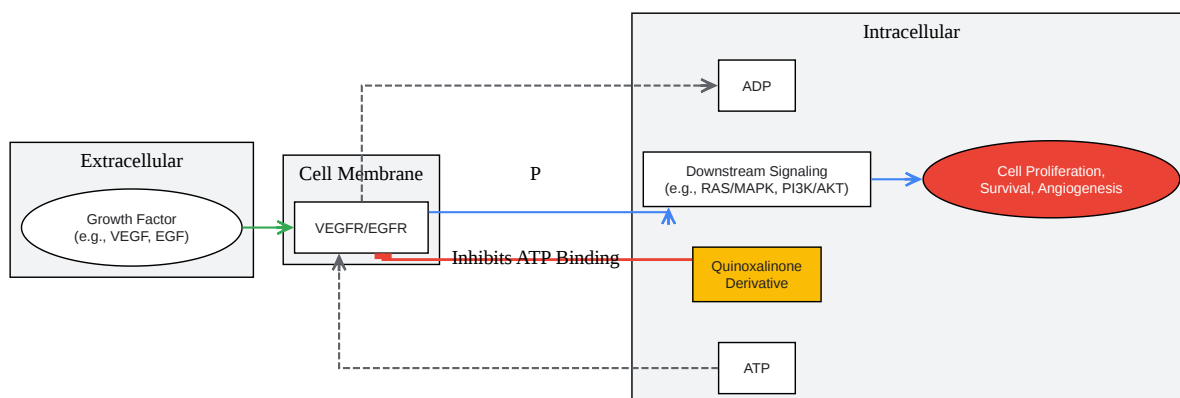 Intracellular
ADP
Extracellular
Growth Factor
(e.g., VEGF, EGF)
Cell Membrane
VEGFR/EGFR
P
Downstream Signaling
(e.g., RAS/MAPK, PI3K/AKT)
Cell Proliferation,
Survival, Angiogenesis
Inhibits ATP Binding
Quinoxalinone
Derivative
ATP